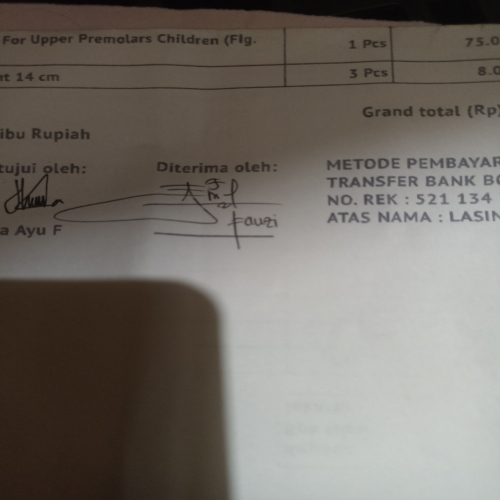 For Upper Premolars Children (Fig. 1 Pcs 75.0
at 14 cm 3 Pcs 8.0
Grand total (Rp)
ibu Rupiah
tujui oleh: Diterima oleh: METODE PEMBAYAR
TRANSFER BANK BC
NO. REK : 521 134
fauzi ATAS NAMA : LASIN
a Ayu F